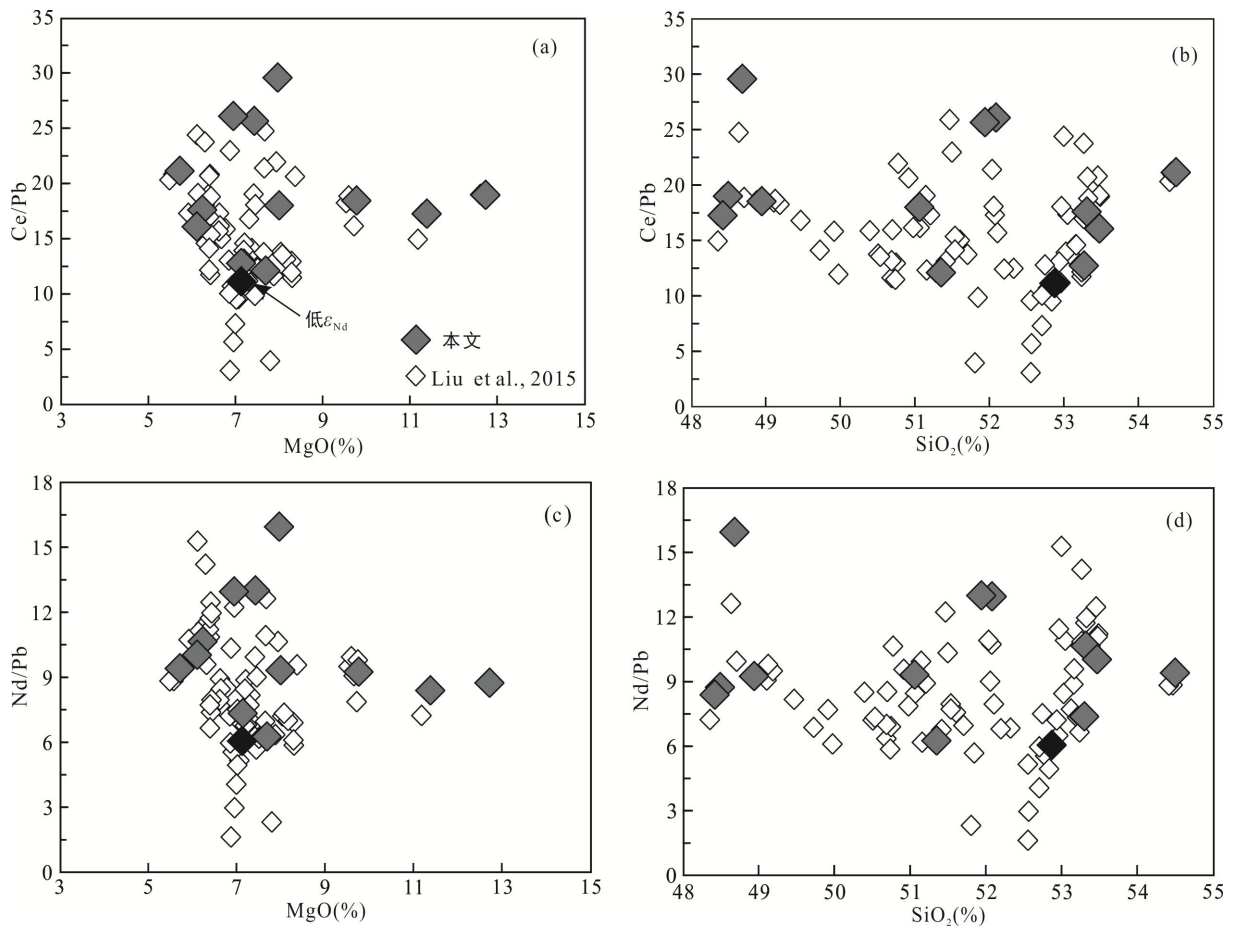 35
30
25
20
15
10
5
0
Ce/Pb
(a)
低εNd
本文
Liu et al., 2015
3 5 7 9 11 13 15
MgO(%)
35
30
25
20
15
10
5
0
Ce/Pb
(b)
48 49 50 51 52 53 54 55
SiO2(%)
18
15
12
9
6
3
0
Nd/Pb
(c)
3 5 7 9 11 13 15
MgO(%)
18
15
12
9
6
3
0
Nd/Pb
(d)
48 49 50 51 52 53 54 55
SiO2(%)